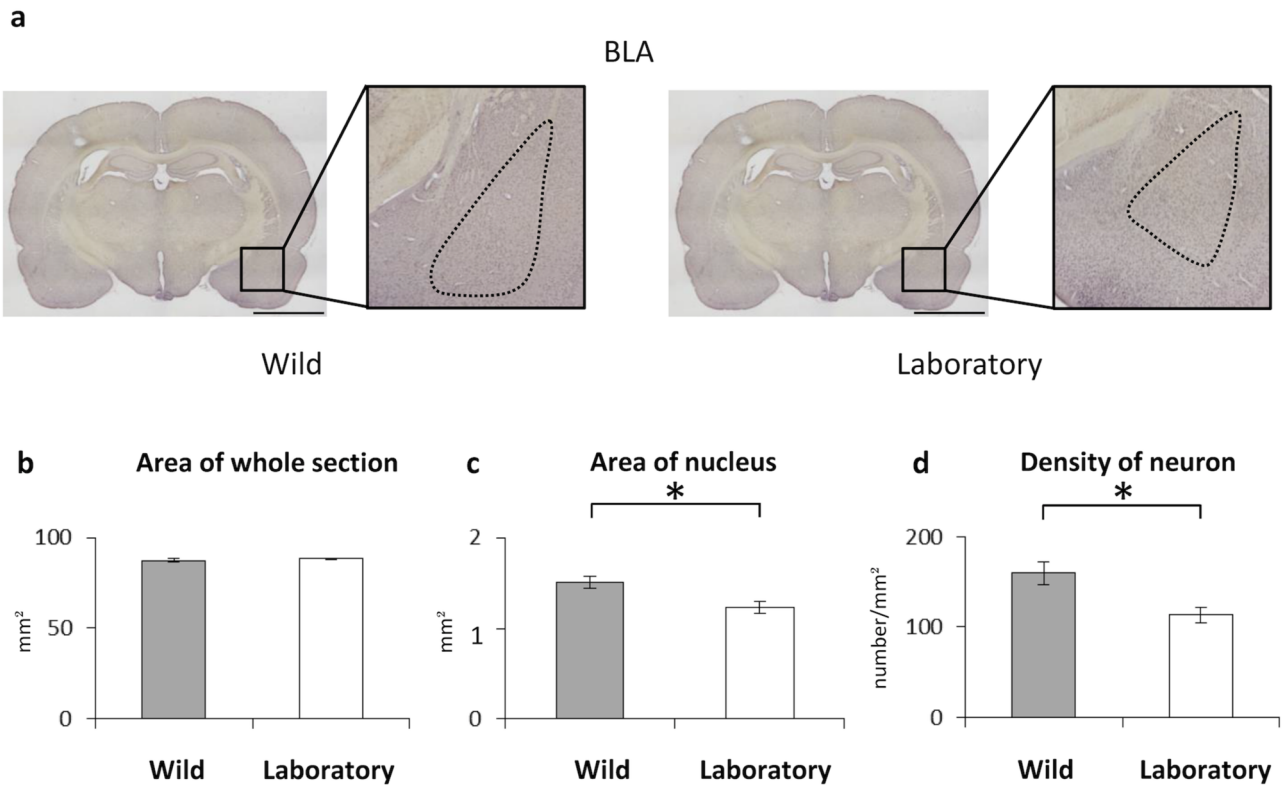 a
BLA
Wild
Laboratory
b Area of whole section
100
50
0
mm²
Wild Laboratory
c Area of nucleus
*
2
1
0
mm²
Wild Laboratory
d Density of neuron
*
200
100
0
number/mm²
Wild Laboratory